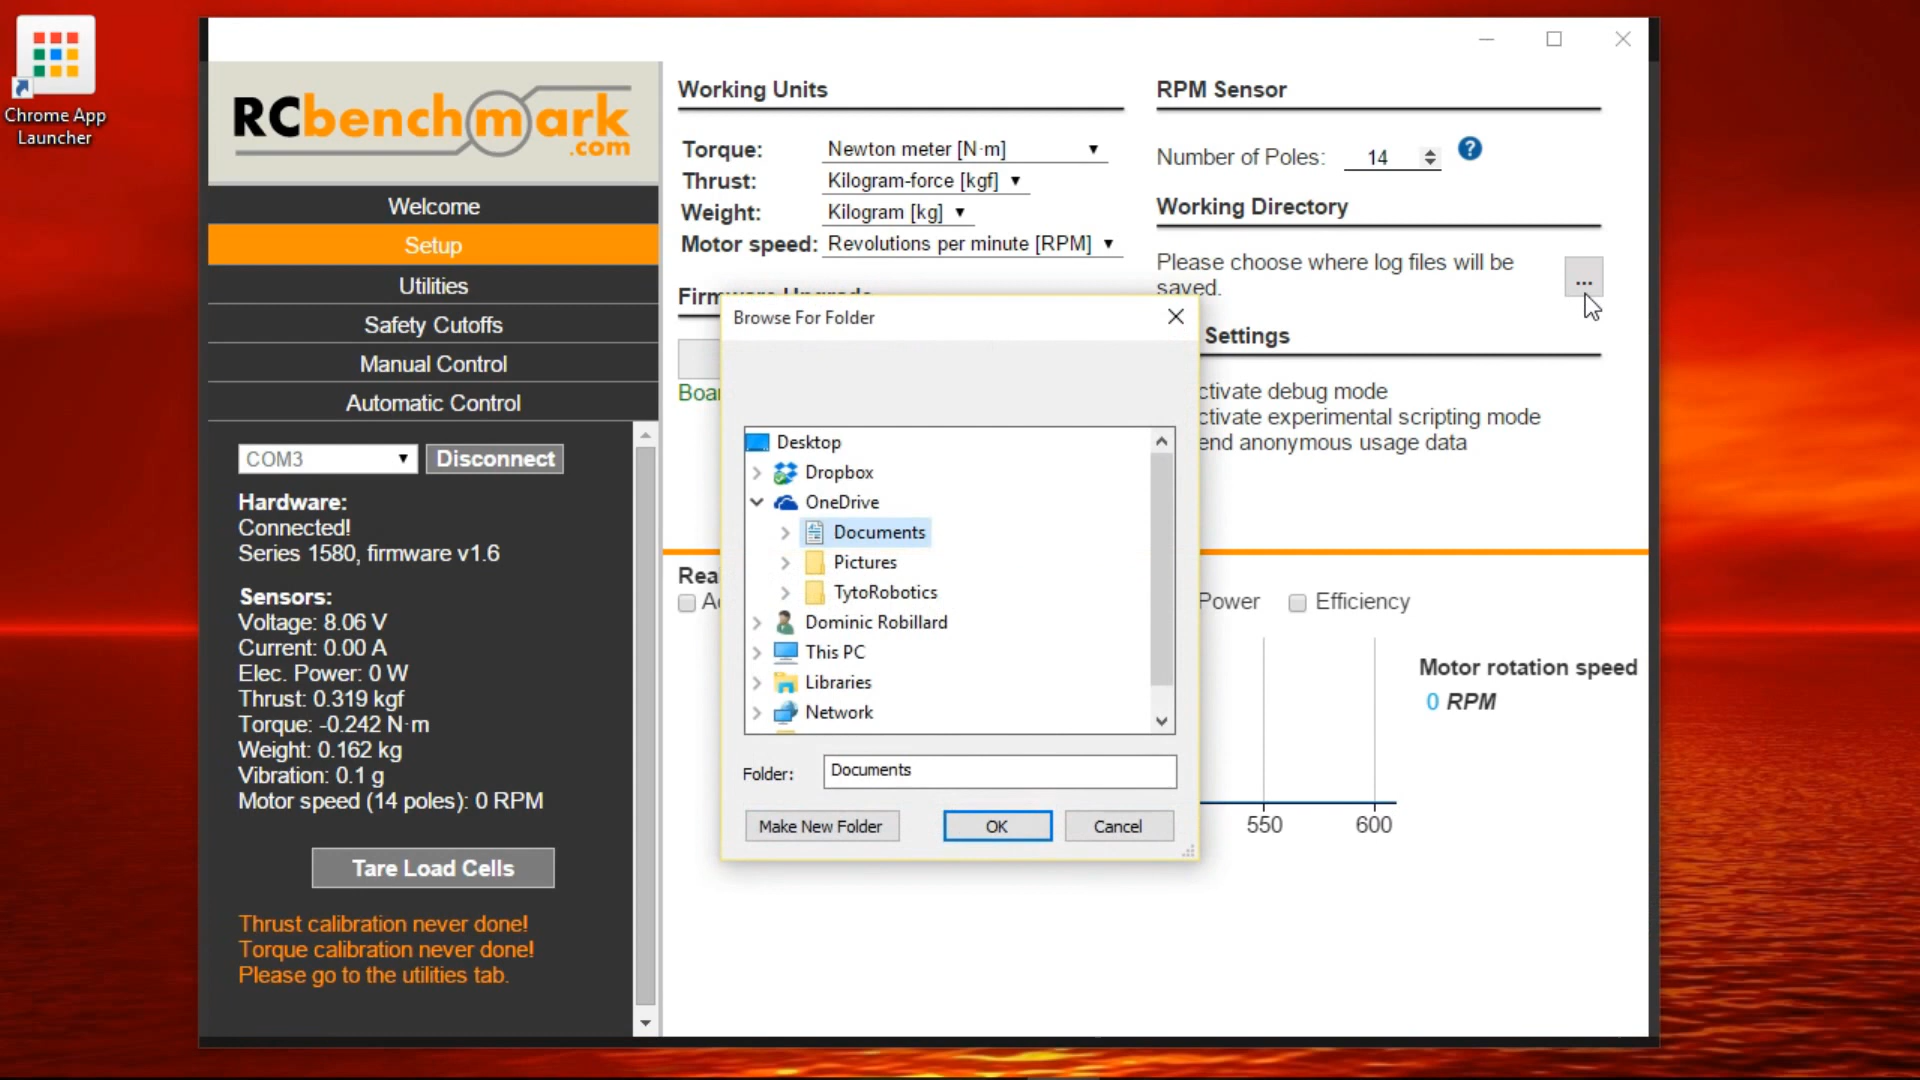 Chrome App
Launcher
RCbenchmark
.com
Welcome
Setup
Utilities
Safety Cutoffs
Manual Control
Automatic Control
COM3
Disconnect
Hardware:
Connected!
Series 1580, firmware v1.6
Sensors:
Voltage: 8.06 V
Current: 0.00 A
Elec. Power: 0 W
Thrust: 0.319 kgf
Torque: -0.242 N·m
Weight: 0.162 kg
Vibration: 0.1 g
Motor speed (14 poles): 0 RPM
Tare Load Cells
Thrust calibration never done!
Torque calibration never done!
Please go to the utilities tab.
Working Units
Torque: Newton meter [N·m]
Thrust: Kilogram-force [kgf]
Weight: Kilogram [kg]
Motor speed: Revolutions per minute [RPM]
Firmware Upgrade
Boa
RPM Sensor
Number of Poles: 14 ?
Working Directory
Please choose where log files will be
saved.
...
Settings
ctivate debug mode
ctivate experimental scripting mode
end anonymous usage data
Browse For Folder
Desktop
Dropbox
OneDrive
Documents
Pictures
TytoRobotics
Dominic Robillard
This PC
Libraries
Network
Folder: Documents
Make New Folder
OK
Cancel
Rea
A
Power
Efficiency
Motor rotation speed
0 RPM
550
600